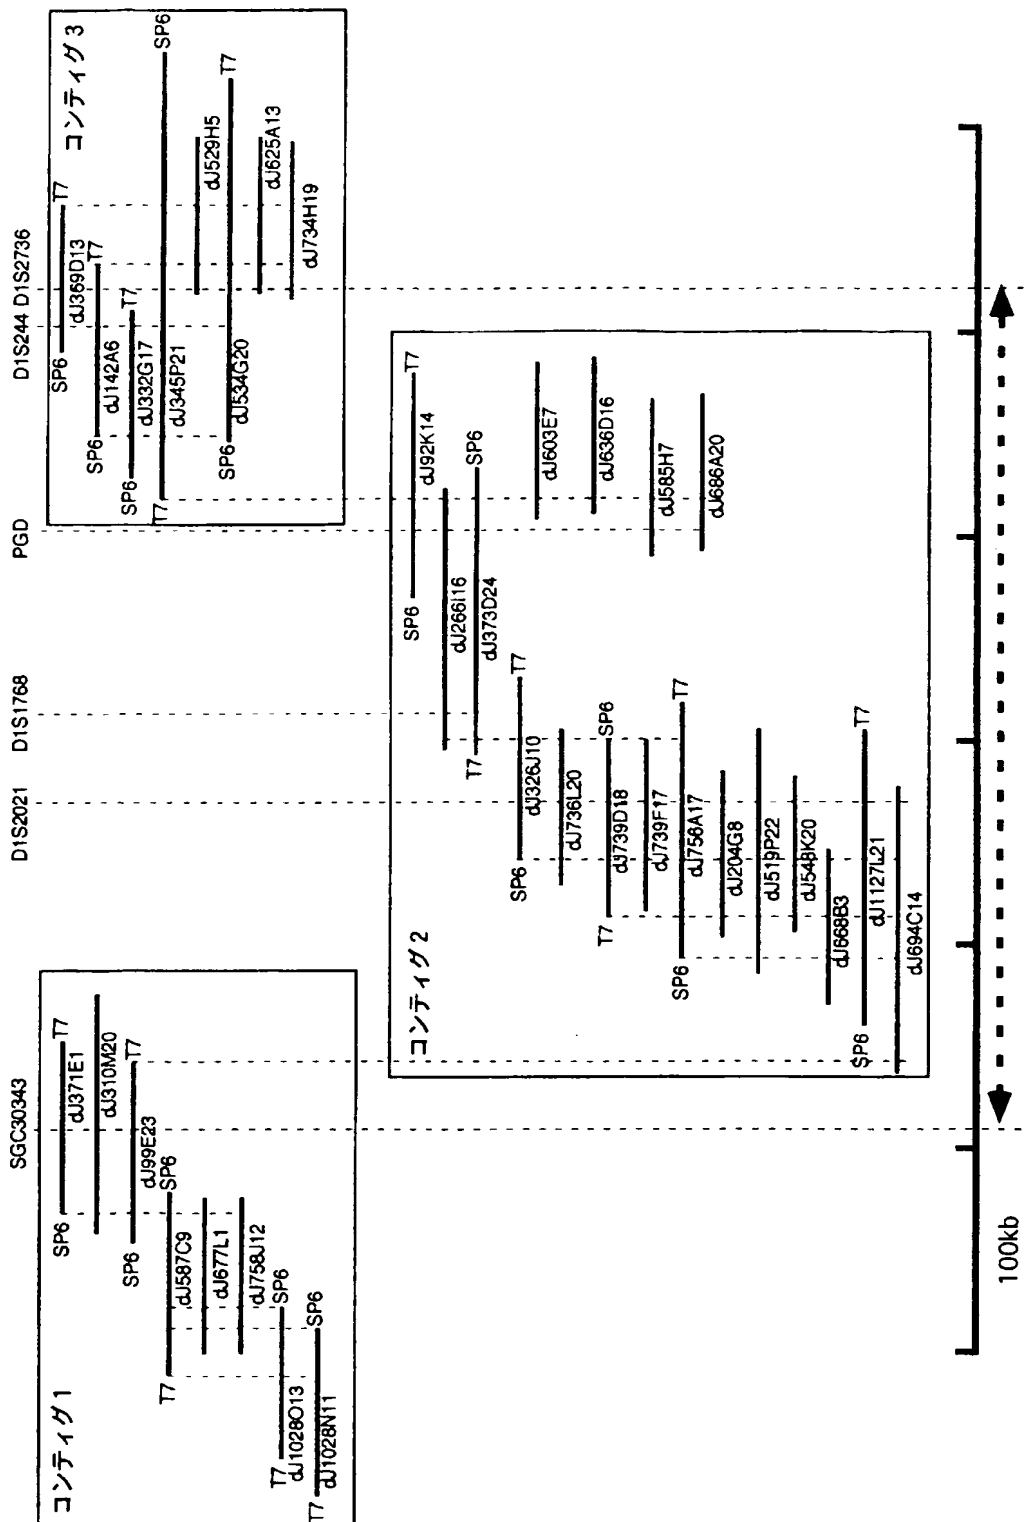 SGC30343
D1S2021
D1S1768
PGD
D1S244
D1S2736
コンティグ 1
SP6
T7
dJ371E1
dJ310M20
SP6
T7
dJ99E23
T7
SP6
dJ587C9
dJ677L1
dJ758J12
T7
SP6
dJ1028O13
T7
SP6
dJ1028N11
コンティグ 2
SP6
T7
dJ92K14
dJ266I16
T7
SP6
dJ373D24
dJ603E7
dJ636D16
dJ585H7
dJ686A20
SP6
T7
dJ326J10
dJ736L20
T7
SP6
dJ739D18
dJ739F17
SP6
T7
dJ756A17
dJ204G8
dJ519P22
dJ548K20
dJ668B3
SP6
T7
dJ1127L21
dJ694C14
コンティグ 3
SP6
T7
dJ369D13
SP6
T7
dJ142A6
SP6
T7
dJ332G17
T7
SP6
dJ345P21
dJ529H5
SP6
T7
dJ534G20
dJ625A13
dJ734H19
100kb